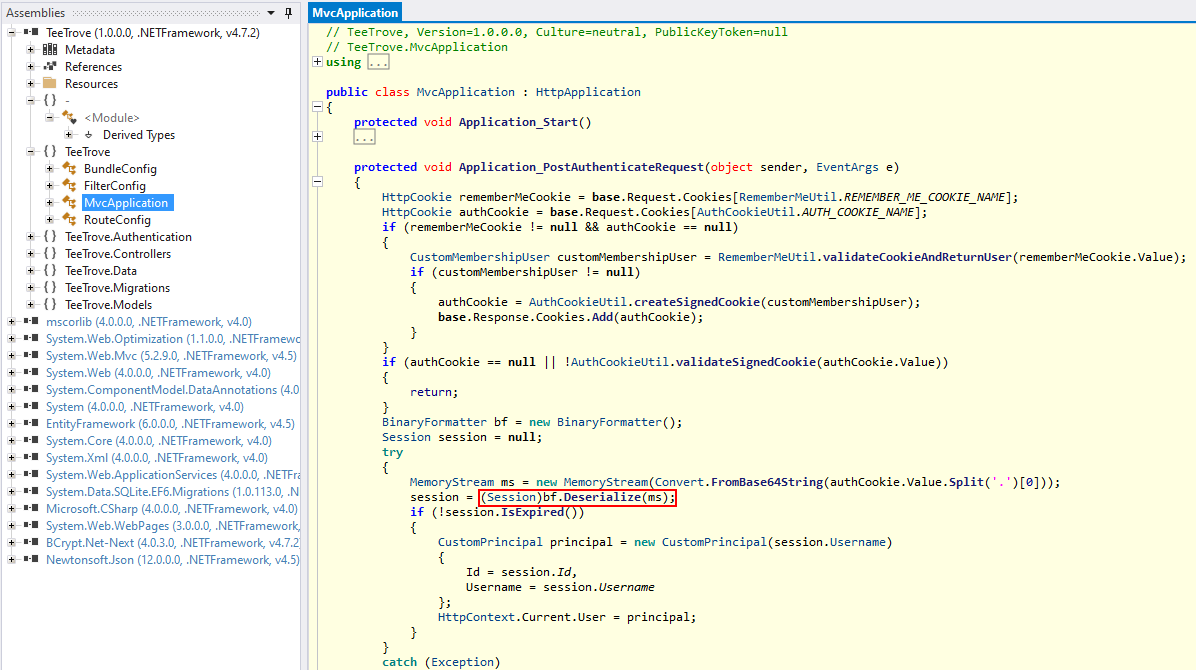 Assemblies
TeeTrove (1.0.0.0, .NETFramework, v4.7.2)
Metadata
References
Resources
{ } -
<Module>
Derived Types
{ } TeeTrove
BundleConfig
FilterConfig
MvcApplication
RouteConfig
{ } TeeTrove.Authentication
{ } TeeTrove.Controllers
{ } TeeTrove.Data
{ } TeeTrove.Migrations
{ } TeeTrove.Models
mscorlib (4.0.0.0, .NETFramework, v4.0)
System.Web.Optimization (1.1.0.0, .NETFramewo
System.Web.Mvc (5.2.9.0, .NETFramework, v4.5)
System.Web (4.0.0.0, .NETFramework, v4.0)
System.ComponentModel.DataAnnotations (4.0
System (4.0.0.0, .NETFramework, v4.0)
EntityFramework (6.0.0.0, .NETFramework, v4.5)
System.Core (4.0.0.0, .NETFramework, v4.0)
System.Xml (4.0.0.0, .NETFramework, v4.0)
System.Web.ApplicationServices (4.0.0.0, .NETFra
System.Data.SQLite.EF6.Migrations (1.0.113.0, .N
Microsoft.CSharp (4.0.0.0, .NETFramework, v4.0)
System.Web.WebPages (3.0.0.0, .NETFramework, v
BCrypt.Net-Next (4.0.3.0, .NETFramework, v4.7.2)
Newtonsoft.Json (12.0.0.0, .NETFramework, v4.5)
MvcApplication
// TeeTrove, Version=1.0.0.0, Culture=neutral, PublicKeyToken=null
// TeeTrove.MvcApplication
using ...
public class MvcApplication : HttpApplication
{
protected void Application_Start()
...
protected void Application_PostAuthenticateRequest(object sender, EventArgs e)
{
HttpCookie rememberMeCookie = base.Request.Cookies[RememberMeUtil.REMEMBER_ME_COOKIE_NAME];
HttpCookie authCookie = base.Request.Cookies[AuthCookieUtil.AUTH_COOKIE_NAME];
if (rememberMeCookie != null && authCookie == null)
{
CustomMembershipUser customMembershipUser = RememberMeUtil.validateCookieAndReturnUser(rememberMeCookie.Value);
if (customMembershipUser != null)
{
authCookie = AuthCookieUtil.createSignedCookie(customMembershipUser);
base.Response.Cookies.Add(authCookie);
}
}
if (authCookie == null || !AuthCookieUtil.validateSignedCookie(authCookie.Value))
{
return;
}
BinaryFormatter bf = new BinaryFormatter();
Session session = null;
try
{
MemoryStream ms = new MemoryStream(Convert.FromBase64String(authCookie.Value.Split('.')[0]));
session = (Session)bf.Deserialize(ms);
if (!session.IsExpired())
{
CustomPrincipal principal = new CustomPrincipal(session.Username)
{
Id = session.Id,
Username = session.Username
};
HttpContext.Current.User = principal;
}
}
catch (Exception)